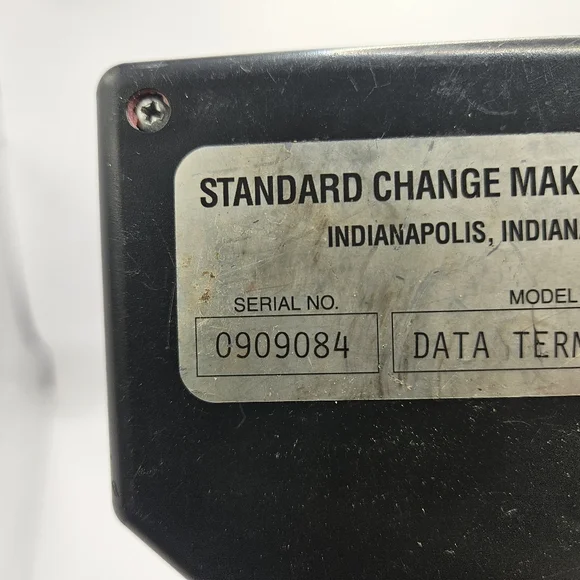 STANDARD CHANGE MAK
INDIANAPOLIS, INDIANA
SERIAL NO.
MODEL
0909084
DATA TERM